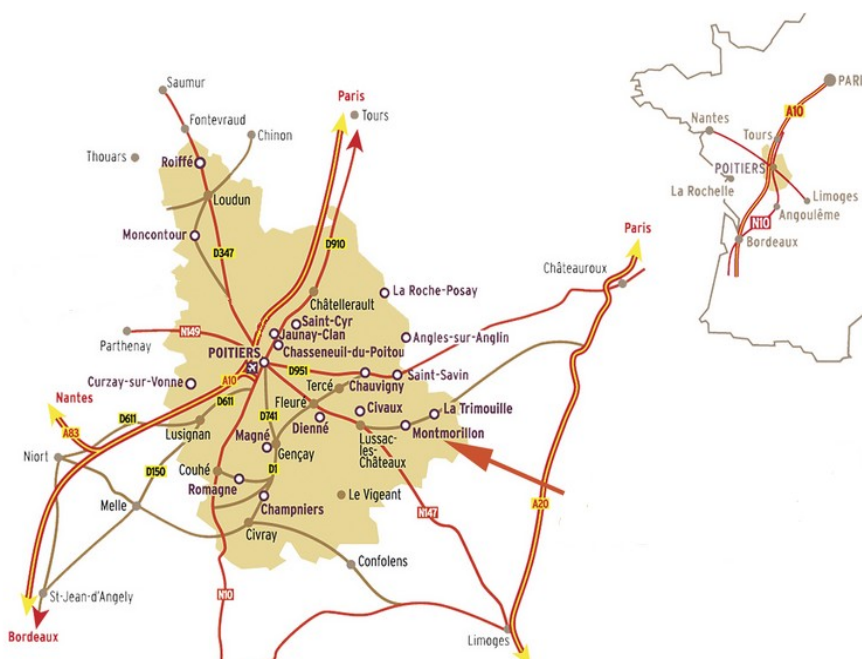 Saumur
Fontevraud
Chinon
Thouars
Roiffé
Loudun
Moncontour
D347
Paris
Tours
D910
Châtellerault
La Roche-Posay
Saint-Cyr
Jaunay-Clan
Chasseneuil-du-Poitou
Angles-sur-Anglin
N149
Parthenay
POITIERS
D951
Saint-Savin
Chauvigny
Tercé
A10
Curzay-sur-Vonne
D611
Nantes
D611
A83
Lusignan
D741
Fleuré
Dienné
Civaux
La Trimouille
Montmorillon
Lussac-
les-
Châteaux
Magné
Gençay
Niort
D150
Couhé
D1
Romagne
Champniers
Le Vigeant
Melle
Civray
N147
Confolens
St-Jean-d'Angely
Bordeaux
N10
Limoges
A20
Châteauroux
Paris
PARI
A10
Nantes
Tours
POITIERS
La Rochelle
Limoges
Angoulême
N10
Bordeaux